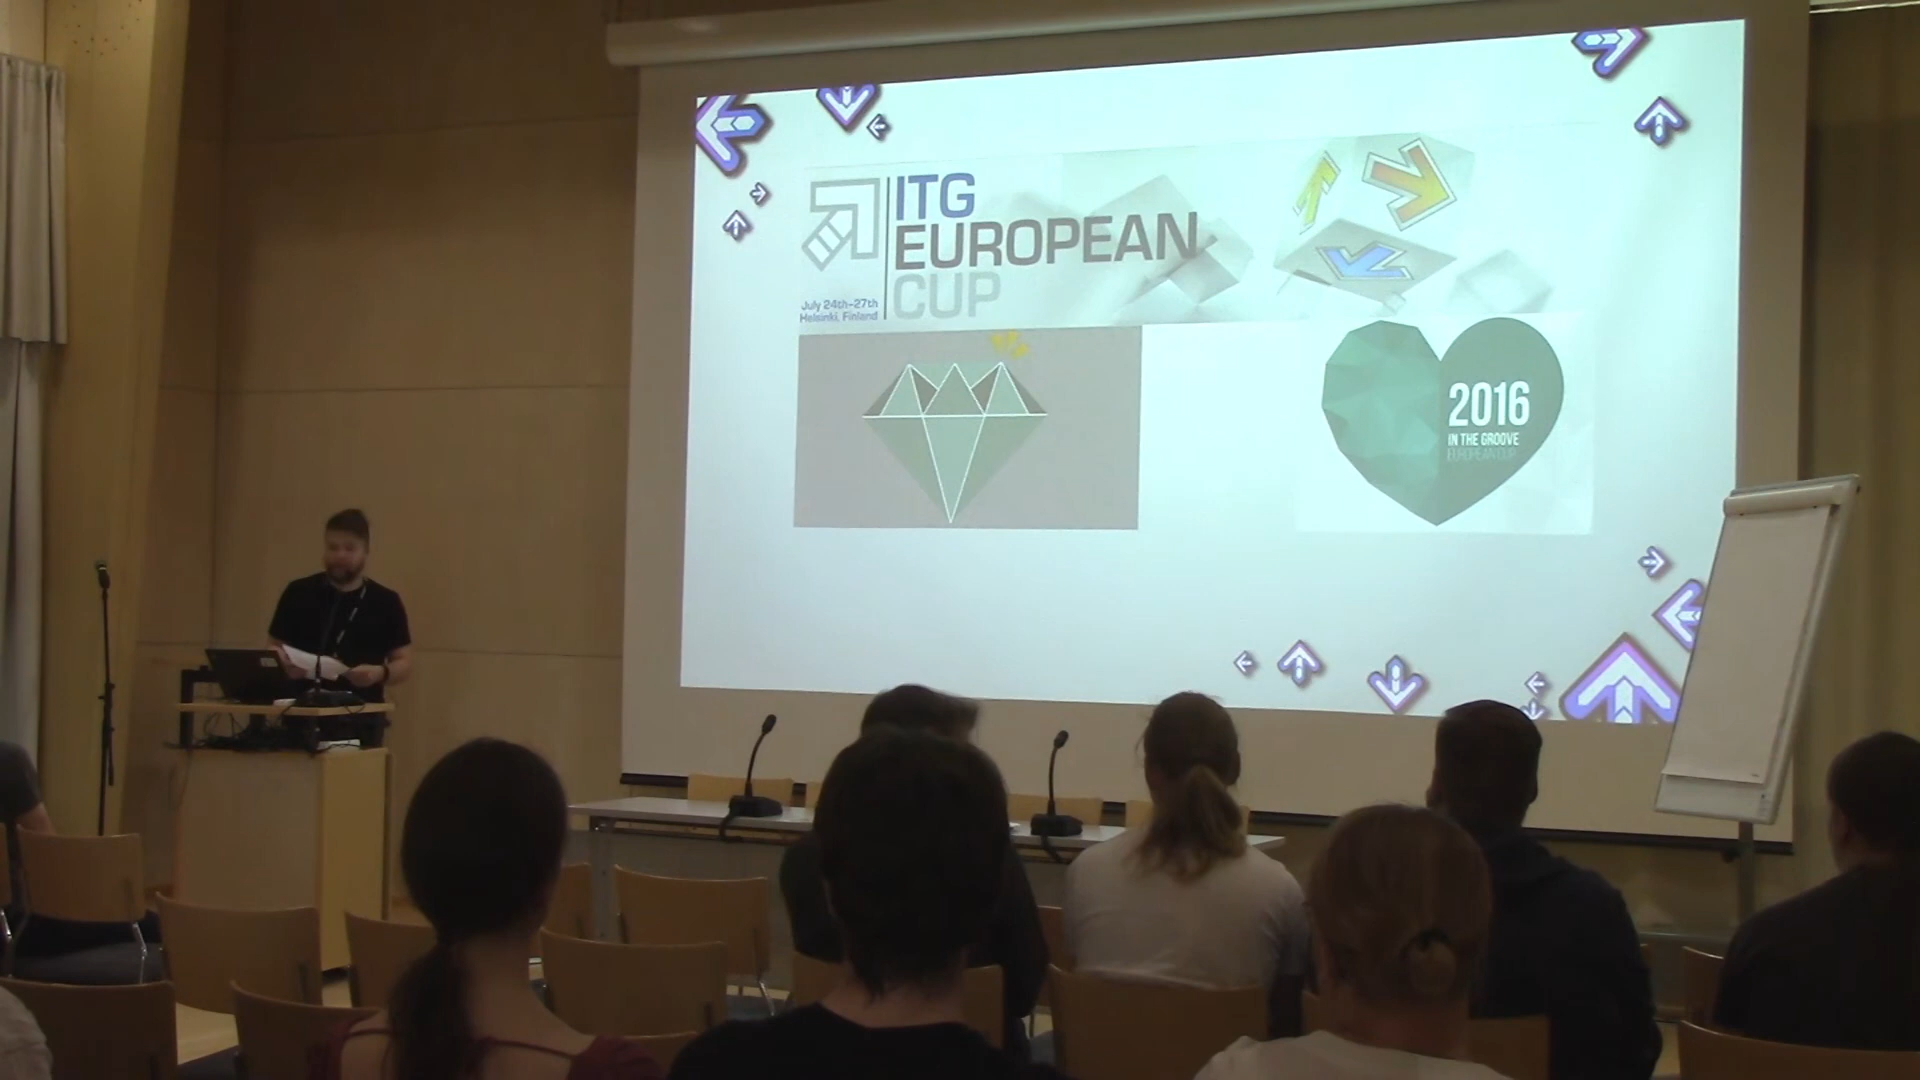 ITG
EUROPEAN
CUP
July 24th-27th
Helsinki, Finland
2016
IN THE GROOVE
EUROPEAN CUP